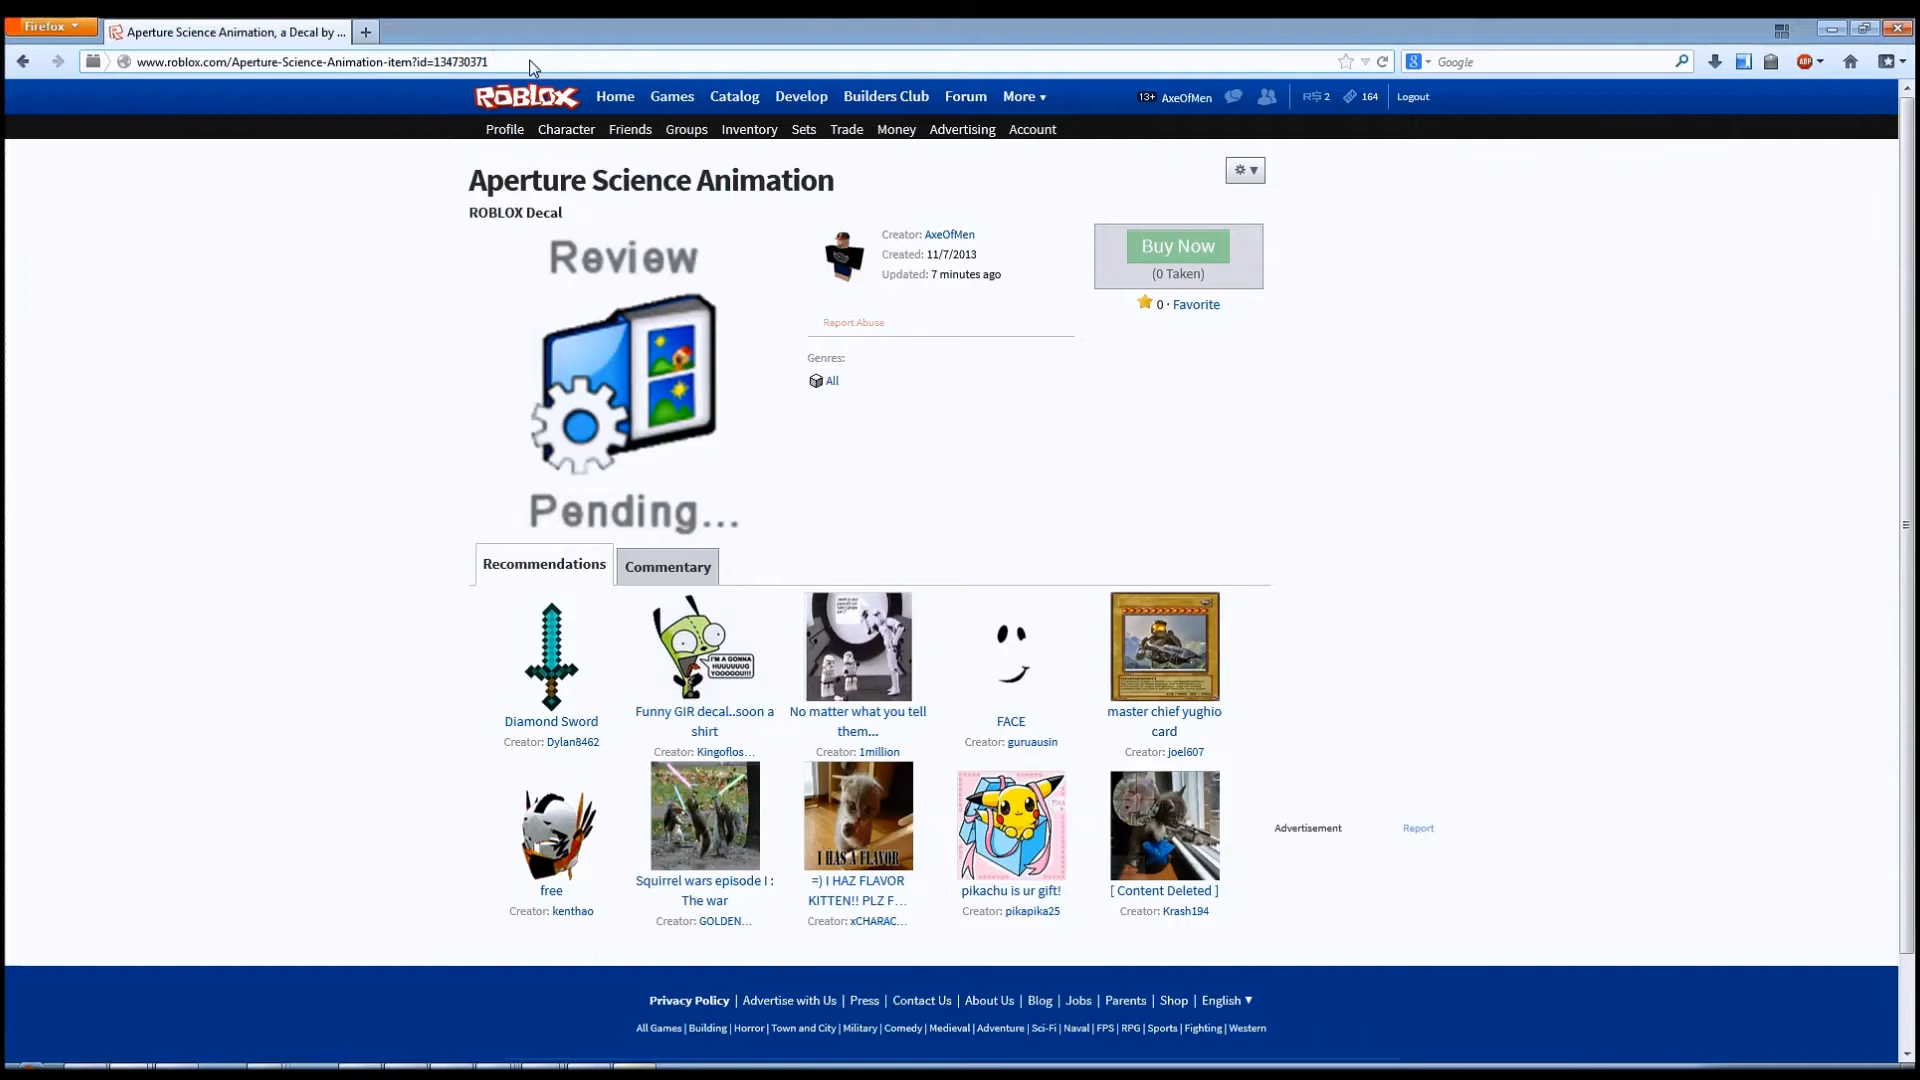 Firefox
Aperture Science Animation, a Decal by ...
www.roblox.com/Aperture-Science-Animation-item?id=134730371
Google
ROBLOX Home Games Catalog Develop Builders Club Forum More 13+ AxeOfMen R$ 2 164 Logout
Profile Character Friends Groups Inventory Sets Trade Money Advertising Account
Aperture Science Animation
ROBLOX Decal
Review
Pending...
Creator: AxeOfMen
Created: 11/7/2013
Updated: 7 minutes ago
Report Abuse
Genres:
All
Buy Now
(0 Taken)
0 · Favorite
Recommendations Commentary
I'M A GONNA
HUUUUUUG
YOOOOOU!!!
Diamond Sword
Creator: Dylan8462
Funny GIR decal..soon a
shirt
Creator: Kingoflos...
No matter what you tell
them...
Creator: 1million
FACE
Creator: guruausin
master chief yughio
card
Creator: joel607
free
Creator: kenthao
Squirrel wars episode I :
The war
Creator: GOLDEN...
I HAS A FLAVOR
=) I HAZ FLAVOR
KITTEN!! PLZ F...
Creator: xCHARAC...
pikachu is ur gift!
Creator: pikapika25
[ Content Deleted ]
Creator: Krash194
Advertisement Report
Privacy Policy | Advertise with Us | Press | Contact Us | About Us | Blog | Jobs | Parents | Shop | English
All Games | Building | Horror | Town and City | Military | Comedy | Medieval | Adventure | Sci-Fi | Naval | FPS | RPG | Sports | Fighting | Western